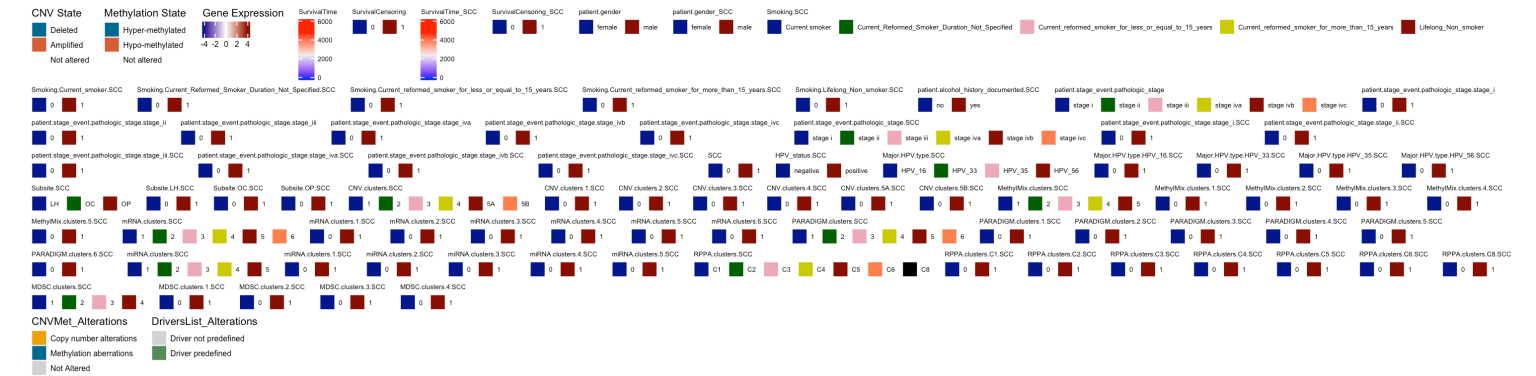 CNV State Methylation State Gene Expression SurvivalTime SurvivalCensoring SurvivalTime_SCC SurvivalCensoring_SCC patient.gender patient.gender_SCC Smoking.SCC
Deleted Hyper-methylated 6000 0 1 6000 0 1 female male female male Current smoker Current_Reformed_Smoker_Duration_Not_Specified Current_reformed_smoker_for_less_or_equal_to_15_years Current_reformed_smoker_for_more_than_15_years Lifelong_Non_smoker
Amplified Hypo-methylated -4 -2 0 2 4 4000 4000
Not altered Not altered 2000 2000
0 0
Smoking.Current_smoker.SCC Smoking.Current_Reformed_Smoker_Duration_Not_Specified.SCC Smoking.Current_reformed_smoker_for_less_or_equal_to_15_years.SCC Smoking.Current_reformed_smoker_for_more_than_15_years.SCC Smoking.Lifelong_Non_smoker.SCC patient.alcohol_history_documented.SCC patient.stage_event.pathologic_stage patient.stage_event.pathologic_stage.stage_i
0 1 0 1 0 1 0 1 0 1 no yes stage i stage ii stage iii stage iva stage ivb stage ivc 0 1
patient.stage_event.pathologic_stage.stage_ii patient.stage_event.pathologic_stage.stage_iii patient.stage_event.pathologic_stage.stage_iva patient.stage_event.pathologic_stage.stage_ivb patient.stage_event.pathologic_stage.stage_ivc patient.stage_event.pathologic_stage.SCC patient.stage_event.pathologic_stage.stage_i.SCC patient.stage_event.pathologic_stage.stage_ii.SCC
0 1 0 1 0 1 0 1 0 1 stage i stage ii stage iii stage iva stage ivb stage ivc 0 1 0 1
patient.stage_event.pathologic_stage.stage_iii.SCC patient.stage_event.pathologic_stage.stage_iva.SCC patient.stage_event.pathologic_stage.stage_ivb.SCC patient.stage_event.pathologic_stage.stage_ivc.SCC SCC HPV_status.SCC Major.HPV.type.SCC Major.HPV.type.HPV_16.SCC Major.HPV.type.HPV_33.SCC Major.HPV.type.HPV_35.SCC Major.HPV.type.HPV_56.SCC
0 1 0 1 0 1 0 1 0 1 negative positive HPV_16 HPV_33 HPV_35 HPV_56 0 1 0 1 0 1 0 1
Subsite.SCC Subsite.LH.SCC Subsite.OC.SCC Subsite.OP.SCC CNV.clusters.SCC CNV.clusters.1.SCC CNV.clusters.2.SCC CNV.clusters.3.SCC CNV.clusters.4.SCC CNV.clusters.5A.SCC CNV.clusters.5B.SCC MethylMix.clusters.SCC MethylMix.clusters.1.SCC MethylMix.clusters.2.SCC MethylMix.clusters.3.SCC MethylMix.clusters.4.SCC
LH OC OP 0 1 0 1 0 1 1 2 3 4 5A 5B 0 1 0 1 0 1 0 1 0 1 0 1 1 2 3 4 5 0 1 0 1 0 1 0 1
MethylMix.clusters.5.SCC mRNA.clusters.SCC mRNA.clusters.1.SCC mRNA.clusters.2.SCC mRNA.clusters.3.SCC mRNA.clusters.4.SCC mRNA.clusters.5.SCC mRNA.clusters.6.SCC PARADIGM.clusters.SCC PARADIGM.clusters.1.SCC PARADIGM.clusters.2.SCC PARADIGM.clusters.3.SCC PARADIGM.clusters.4.SCC PARADIGM.clusters.5.SCC
0 1 1 2 3 4 5 6 0 1 0 1 0 1 0 1 0 1 0 1 1 2 3 4 5 6 0 1 0 1 0 1 0 1 0 1
PARADIGM.clusters.6.SCC miRNA.clusters.SCC miRNA.clusters.1.SCC miRNA.clusters.2.SCC miRNA.clusters.3.SCC miRNA.clusters.4.SCC miRNA.clusters.5.SCC RPPA.clusters.SCC RPPA.clusters.C1.SCC RPPA.clusters.C2.SCC RPPA.clusters.C3.SCC RPPA.clusters.C4.SCC RPPA.clusters.C5.SCC RPPA.clusters.C6.SCC RPPA.clusters.C8.SCC
0 1 1 2 3 4 5 0 1 0 1 0 1 0 1 0 1 C1 C2 C3 C4 C5 C6 C8 0 1 0 1 0 1 0 1 0 1 0 1 0 1
MDSC.clusters.SCC MDSC.clusters.1.SCC MDSC.clusters.2.SCC MDSC.clusters.3.SCC MDSC.clusters.4.SCC
1 2 3 4 0 1 0 1 0 1 0 1
CNVMet_Alterations DriversList_Alterations
Copy number alterations Driver not predefined
Methylation aberrations Driver predefined
Not Altered